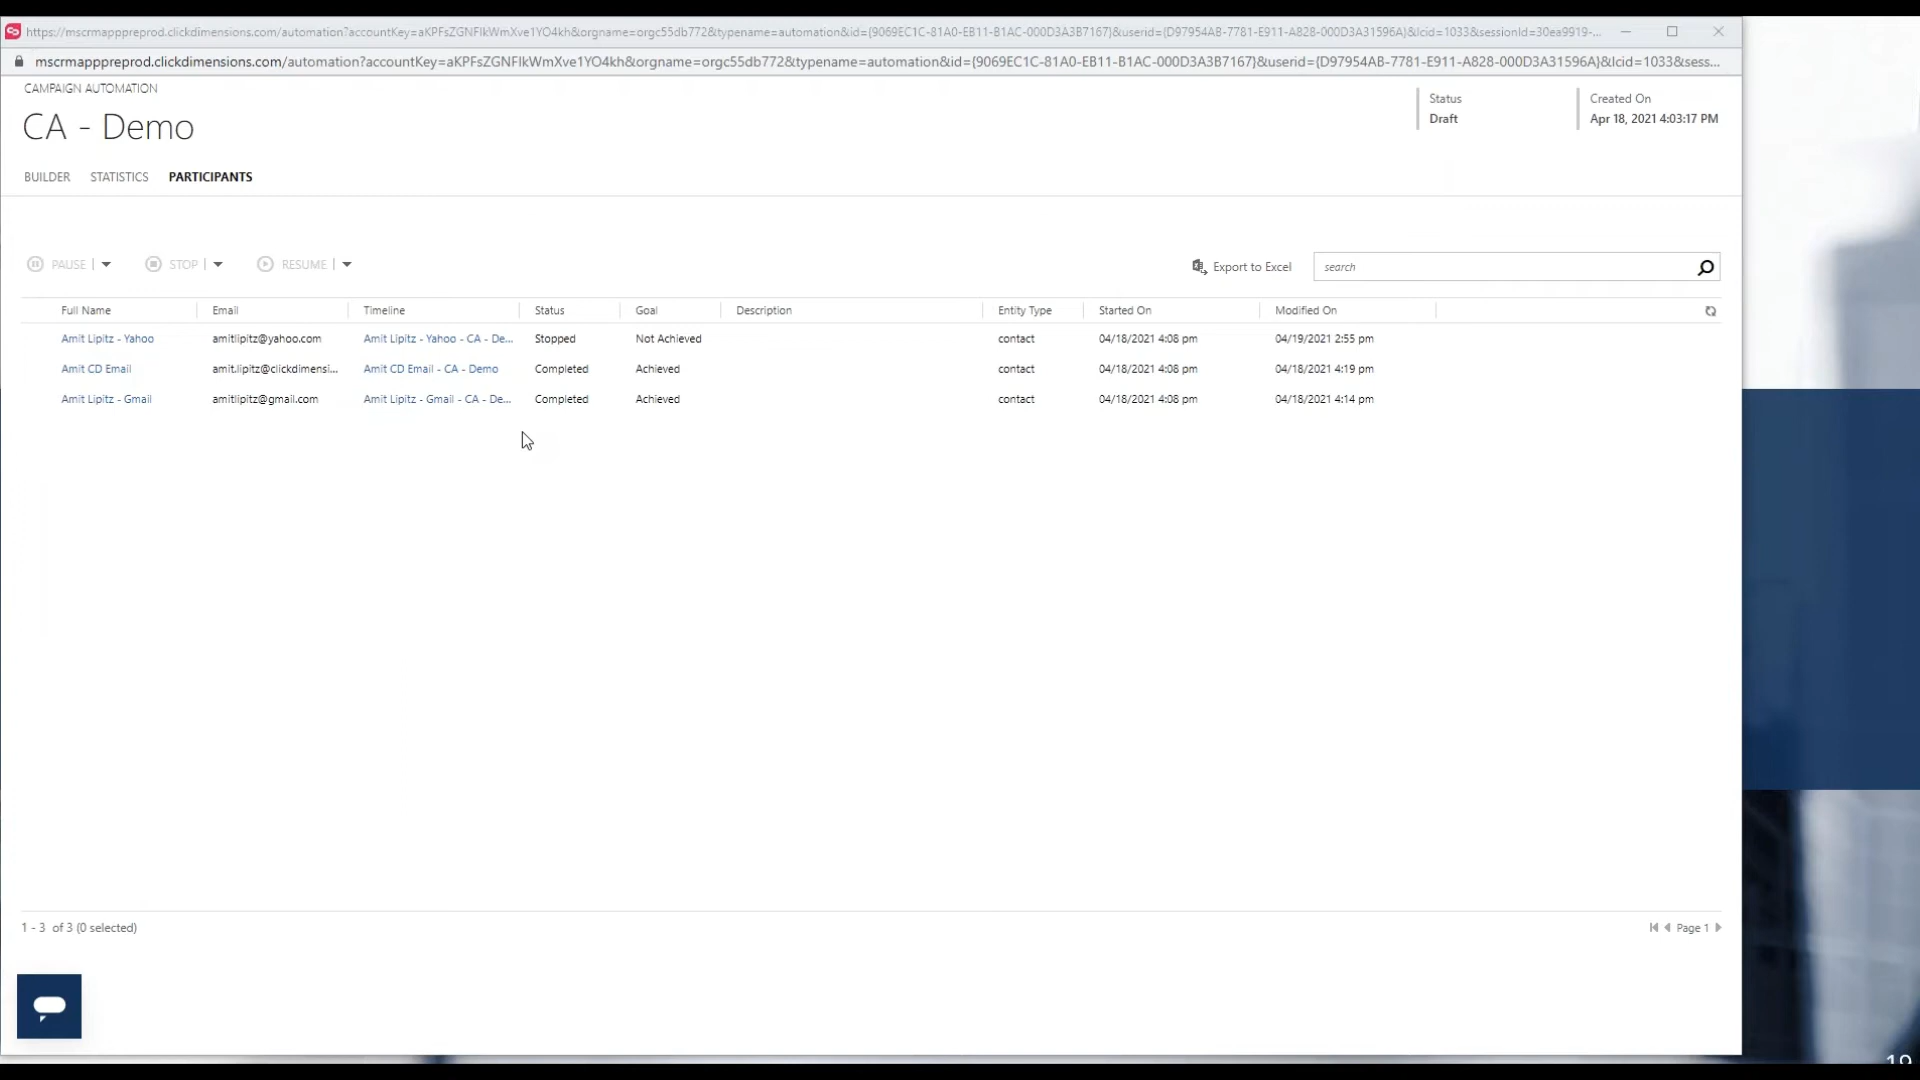 https://mscrmapppreprod.clickdimensions.com/automation?accountKey=aKPFsZGNFlkWmXve1YO4kh&orgname=orgc55db772&typename=automation&id={9069EC1C-81A0-EB11-B1AC-000D3A3B7167}&userid={D97954AB-7781-E911-A828-000D3A31596A}&lcid=1033&sessionId=30ea9919-...
mscrmapppreprod.clickdimensions.com/automation?accountKey=aKPFsZGNFlkWmXve1YO4kh&orgname=orgc55db772&typename=automation&id={9069EC1C-81A0-EB11-B1AC-000D3A3B7167}&userid={D97954AB-7781-E911-A828-000D3A31596A}&lcid=1033&sess...
CAMPAIGN AUTOMATION
CA - Demo
Status
Draft
Created On
Apr 18, 2021 4:03:17 PM
BUILDER STATISTICS PARTICIPANTS
PAUSE STOP RESUME Export to Excel search
Full Name Email Timeline Status Goal Description Entity Type Started On Modified On
Amit Lipitz - Yahoo amitlipitz@yahoo.com Amit Lipitz - Yahoo - CA - De... Stopped Not Achieved contact 04/18/2021 4:08 pm 04/19/2021 2:55 pm
Amit CD Email amit.lipitz@clickdimensi... Amit CD Email - CA - Demo Completed Achieved contact 04/18/2021 4:08 pm 04/18/2021 4:19 pm
Amit Lipitz - Gmail amitlipitz@gmail.com Amit Lipitz - Gmail - CA - De... Completed Achieved contact 04/18/2021 4:08 pm 04/18/2021 4:14 pm
1 - 3 of 3 (0 selected) Page 1